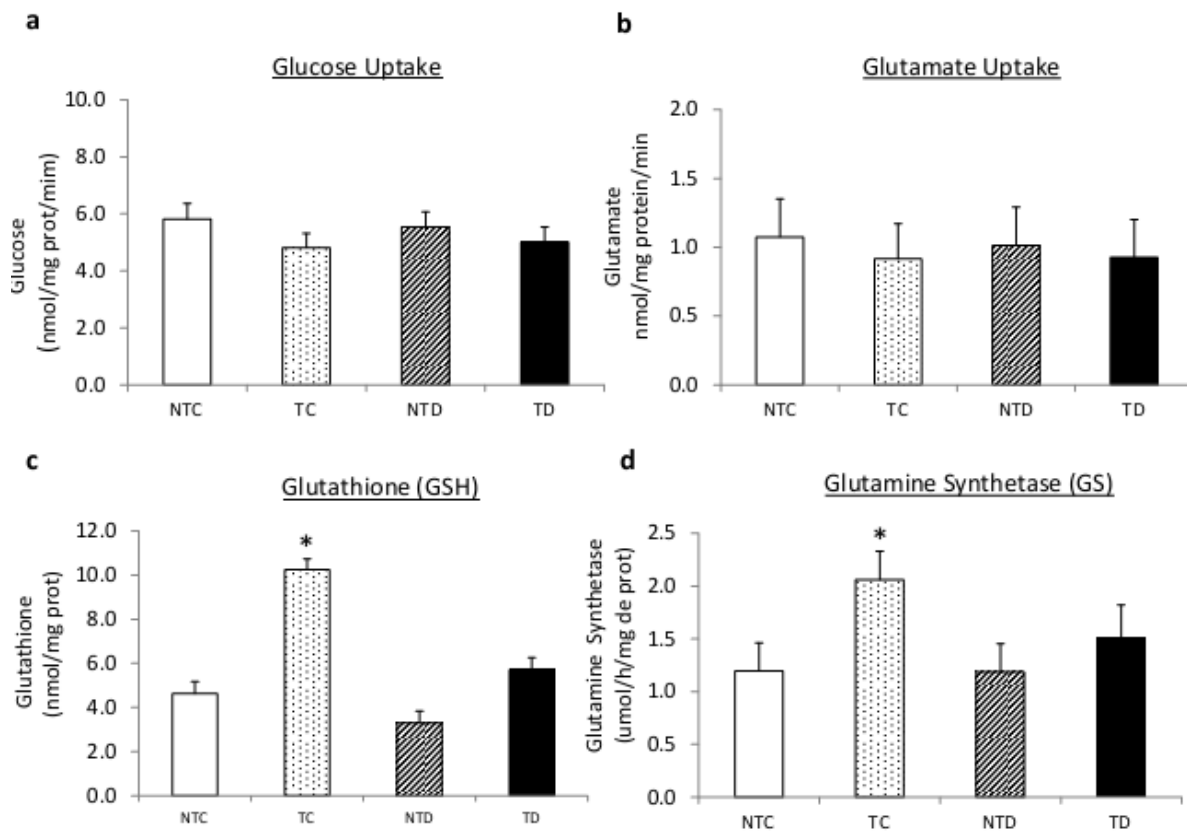 a
Glucose Uptake
Glucose
(nmol/mg prot/mim)
10.0
8.0
6.0
4.0
2.0
0.0
NTC TC NTD TD
b
Glutamate Uptake
Glutamate
nmol/mg protein/min
2.0
1.5
1.0
0.5
0.0
NTC TC NTD TD
c
Glutathione (GSH)
Glutathione
(nmol/mg prot)
12.0
10.0
8.0
6.0
4.0
2.0
0.0
*
NTC TC NTD TD
d
Glutamine Synthetase (GS)
Glutamine Synthetase
(umol/h/mg de prot)
2.5
2.0
1.5
1.0
0.5
0.0
*
NTC TC NTD TD